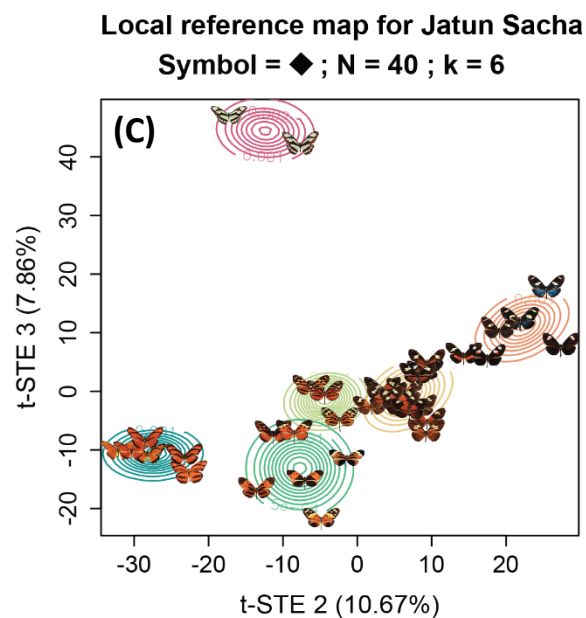 Local reference map for Jatun Sacha
Symbol = ◆ ; N = 40 ; k = 6
(C)
t-STE 3 (7.86%)
40
30
20
10
0
-10
-20
-30 -20 -10 0 10 20
t-STE 2 (10.67%)